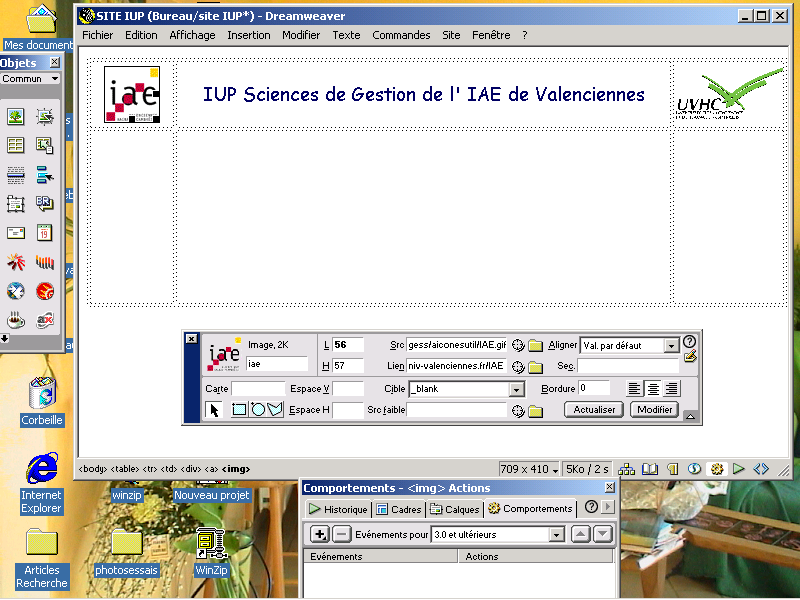 SITE IUP (Bureau/site IUP*) - Dreamweaver
Fichier Edition Affichage Insertion Modifier Texte Commandes Site Fenêtre ?
Mes document
Objets
Commun
iae
IUP Sciences de Gestion de l' IAE de Valenciennes
UVHC
BR
19
iae
Image, 2K
iae
L 56
Src gess/aiconesutil/IAE.gif
Aligner Val. par défaut
H 57
Lien niv-valenciennes.fr/IAE
Sec.
Carte
Espace V
Cible _blank
Bordure 0
Espace H
Src faible
Actualiser
Modifier
<body> <table> <tr> <td> <div> <a> <img>
709 x 410
5Ko / 2 s
Corbeille
Internet
Explorer
winzip
Nouveau projet
Articles
Recherche
photosessais
WinZip
Comportements - <img> Actions
Historique Cadres Calques Comportements
Evénements pour 3.0 et ultérieurs
Evénements Actions